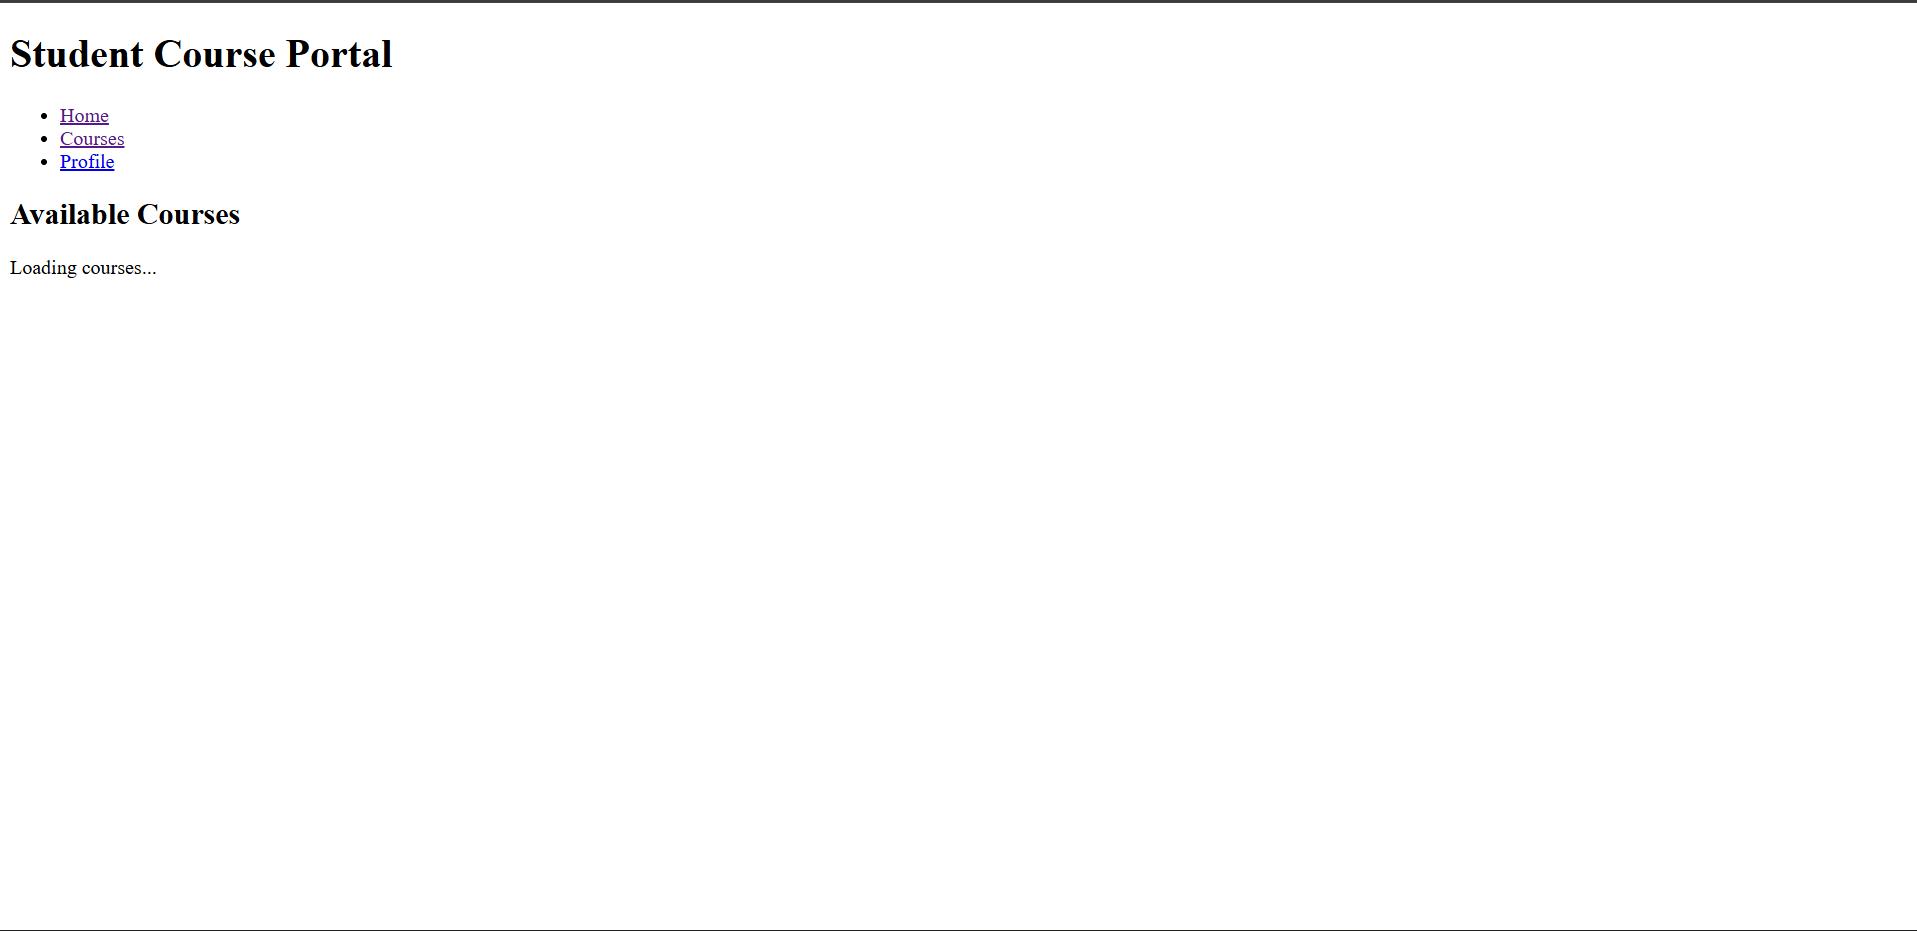 Student Course Portal
Home
Courses
Profile
Available Courses
Loading courses...